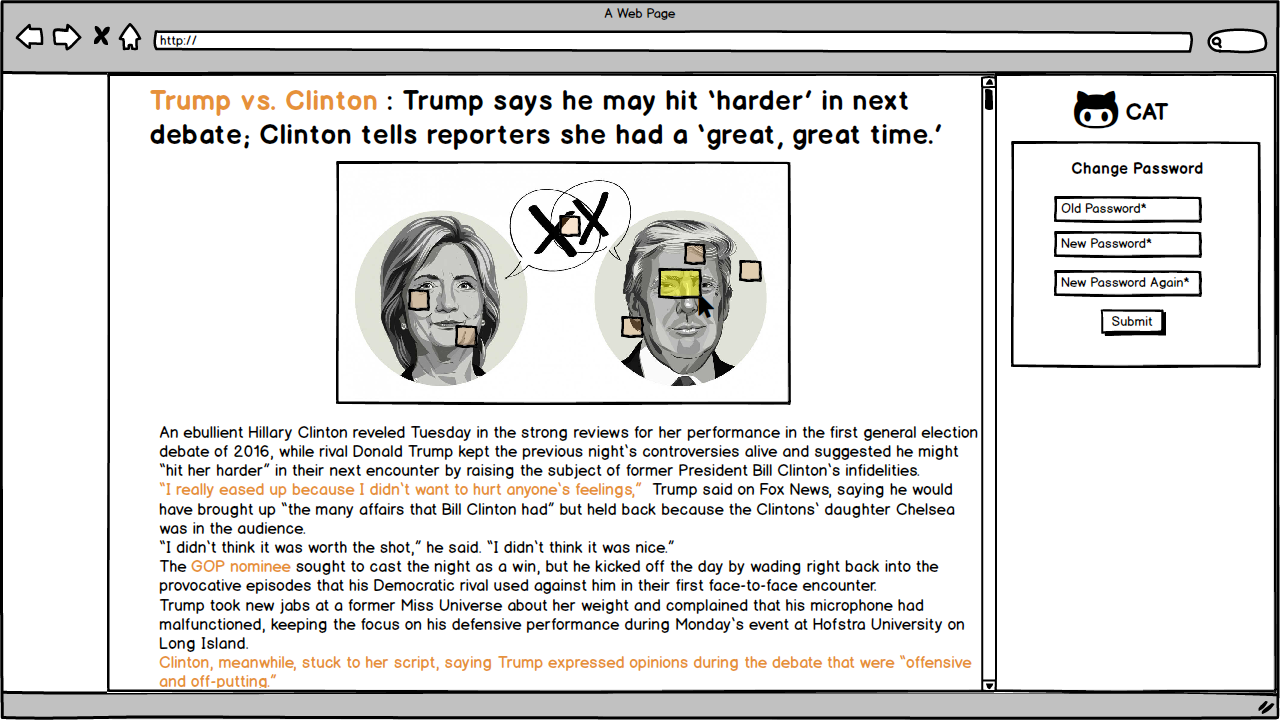 A Web Page
http://
Trump vs. Clinton : Trump says he may hit ‘harder’ in next
debate; Clinton tells reporters she had a ‘great, great time.’
CAT
Change Password
Old Password*
New Password*
New Password Again*
Submit
An ebullient Hillary Clinton reveled Tuesday in the strong reviews for her performance in the first general election
debate of 2016, while rival Donald Trump kept the previous night`s controversies alive and suggested he might
“hit her harder” in their next encounter by raising the subject of former President Bill Clinton`s infidelities.
“I really eased up because I didn`t want to hurt anyone`s feelings,” Trump said on Fox News, saying he would
have brought up “the many affairs that Bill Clinton had” but held back because the Clintons` daughter Chelsea
was in the audience.
“I didn`t think it was worth the shot,” he said. “I didn`t think it was nice.”
The GOP nominee sought to cast the night as a win, but he kicked off the day by wading right back into the
provocative episodes that his Democratic rival used against him in their first face-to-face encounter.
Trump took new jabs at a former Miss Universe about her weight and complained that his microphone had
malfunctioned, keeping the focus on his defensive performance during Monday`s event at Hofstra University on
Long Island.
Clinton, meanwhile, stuck to her script, saying Trump expressed opinions during the debate that were “offensive
and off-putting.”